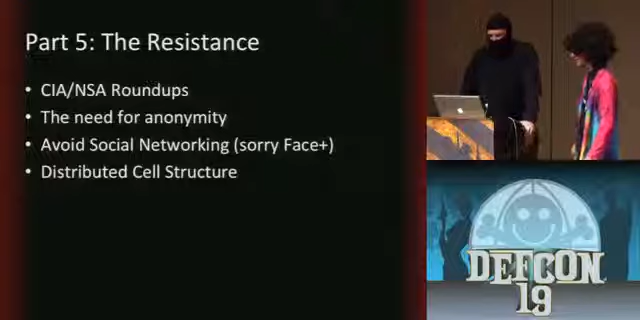 Part 5: The Resistance
• CIA/NSA Roundups
• The need for anonymity
• Avoid Social Networking (sorry Face+)
• Distributed Cell Structure
DEFCON
19